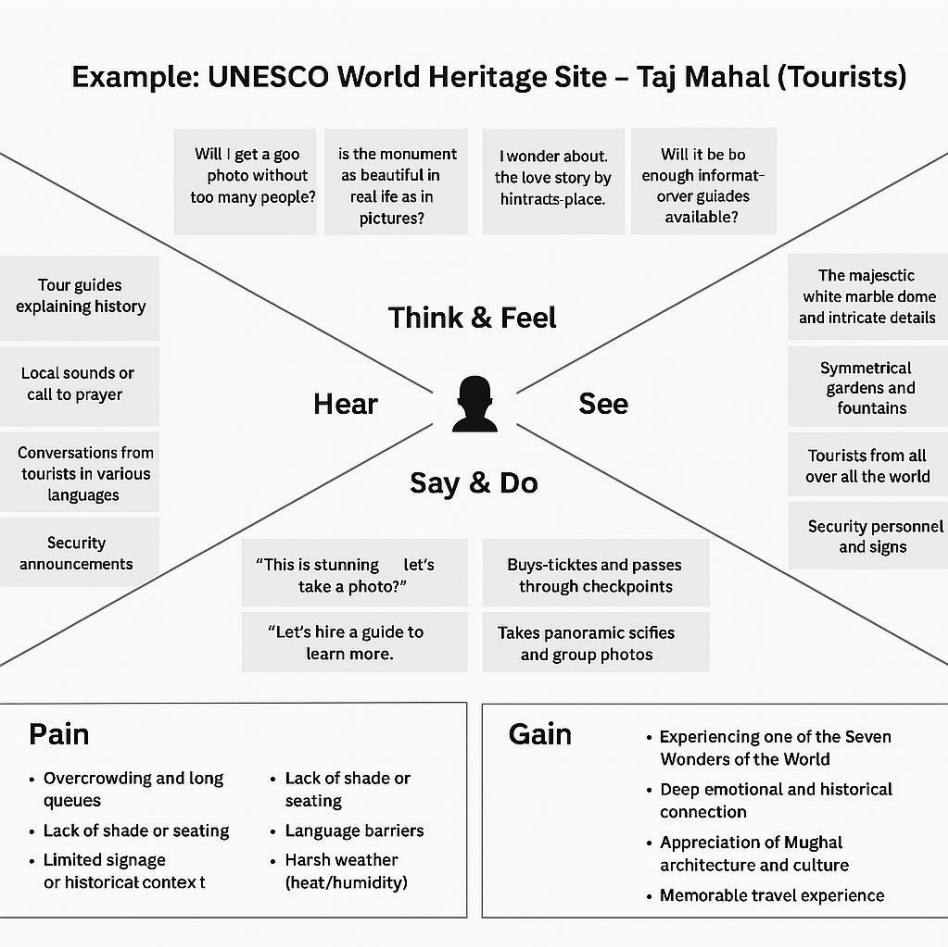 Example: UNESCO World Heritage Site – Taj Mahal (Tourists)
Will I get a goo
photo without
too many people?
is the monument
as beautiful in
real ife as in
pictures?
I wonder about.
the love story by
hintracts-place.
Will it be bo
enough informat-
orver guiades
available?
Think & Feel
Tour guides
explaining history
Local sounds or
call to prayer
Conversations from
tourists in various
languages
Security
announcements
Hear
See
The majesctic
white marble dome
and intricate details
Symmetrical
gardens and
fountains
Tourists from all
over all the world
Security personnel
and signs
Say & Do
“This is stunning let’s
take a photo?”
Buys-ticktes and passes
through checkpoints
“Let’s hire a guide to
learn more.
Takes panoramic scifies
and group photos
Pain
• Overcrowding and long
queues
• Lack of shade or seating
• Limited signage
or historical context
• Lack of shade or
seating
• Language barriers
• Harsh weather
(heat/humidity)
Gain
• Experiencing one of the Seven
Wonders of the World
• Deep emotional and historical
connection
• Appreciation of Mughal
architecture and culture
• Memorable travel experience